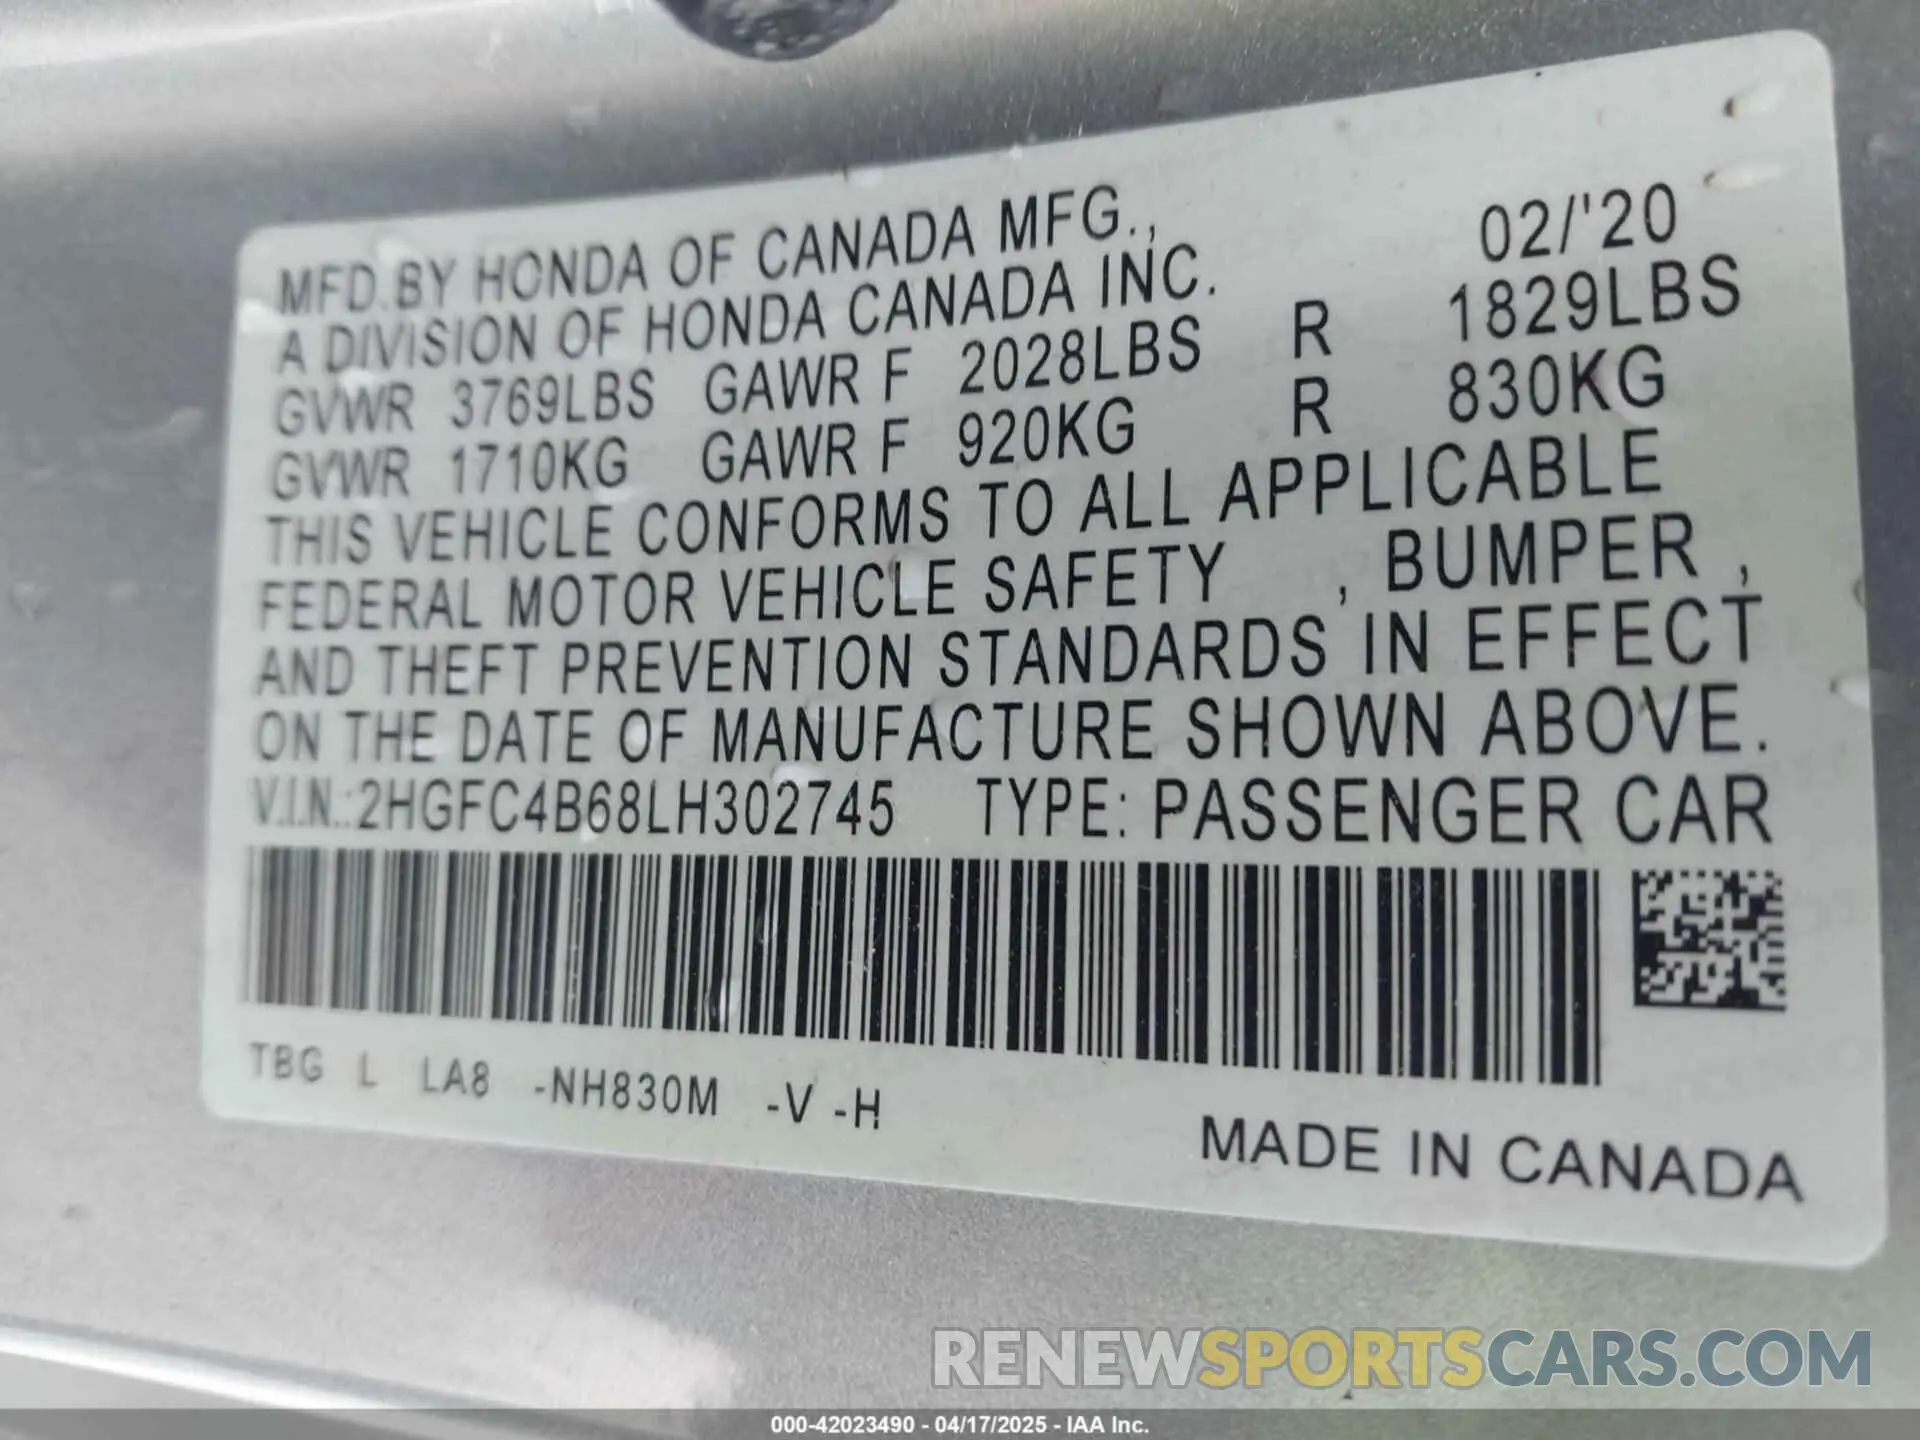 MFD.BY HONDA OF CANADA MFG., 02/'20
A DIVISION OF HONDA CANADA INC.
GVWR 3769LBS GAWR F 2028LBS R 1829LBS
GVWR 1710KG GAWR F 920KG R 830KG
THIS VEHICLE CONFORMS TO ALL APPLICABLE
FEDERAL MOTOR VEHICLE SAFETY , BUMPER ,
AND THEFT PREVENTION STANDARDS IN EFFECT
ON THE DATE OF MANUFACTURE SHOWN ABOVE.
V.I.N.:2HGFC4B68LH302745 TYPE: PASSENGER CAR
TBG L LA8 -NH830M -V -H
MADE IN CANADA
RENEWSPORTSCARS.COM
000-42023490 - 04/17/2025 - IAA Inc.